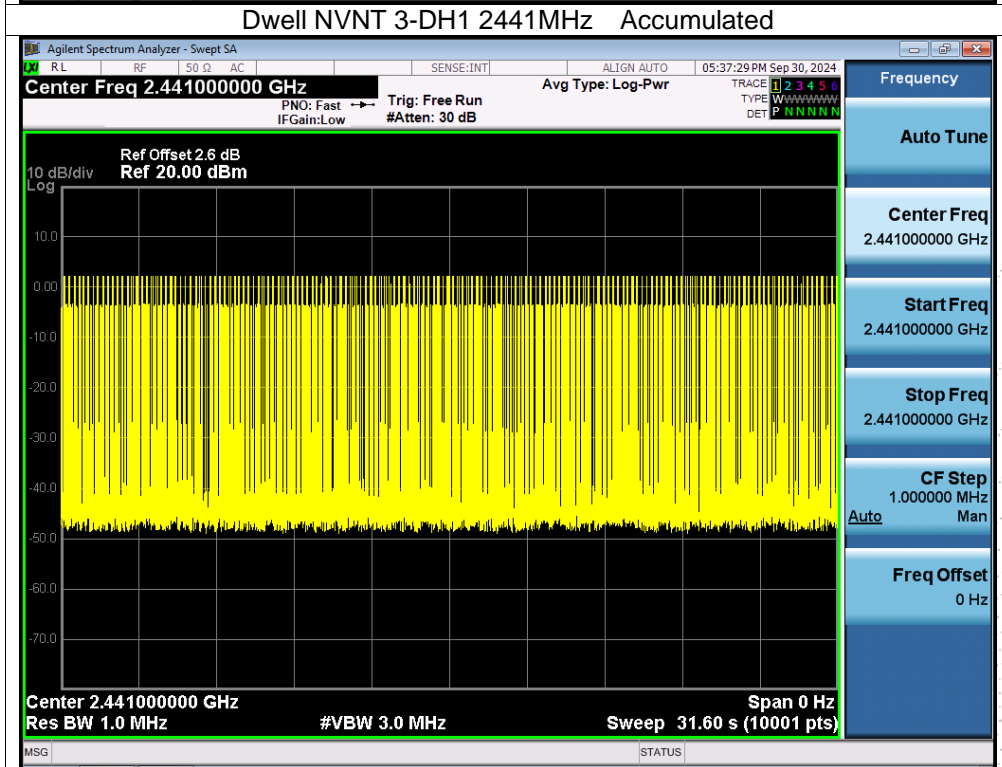 Dwell NVNT 3-DH1 2441MHz Accumulated
Agilent Spectrum Analyzer - Swept SA
LXI RL RF 50 Ω AC SENSE:INT ALIGN AUTO 05:37:29 PM Sep 30, 2024
Center Freq 2.441000000 GHz
PNO: Fast
IFGain:Low
Trig: Free Run
#Atten: 30 dB
Avg Type: Log-Pwr
TRACE 1 2 3 4 5 6
TYPE WWWWWW
DET P N N N N N
Ref Offset 2.6 dB
10 dB/div Ref 20.00 dBm
Log
10.0
0.00
-10.0
-20.0
-30.0
-40.0
-50.0
-60.0
-70.0
Center 2.441000000 GHz Span 0 Hz
Res BW 1.0 MHz #VBW 3.0 MHz Sweep 31.60 s (10001 pts)
MSG STATUS
Frequency
Auto Tune
Center Freq
2.441000000 GHz
Start Freq
2.441000000 GHz
Stop Freq
2.441000000 GHz
CF Step
1.000000 MHz
Auto Man
Freq Offset
0 Hz